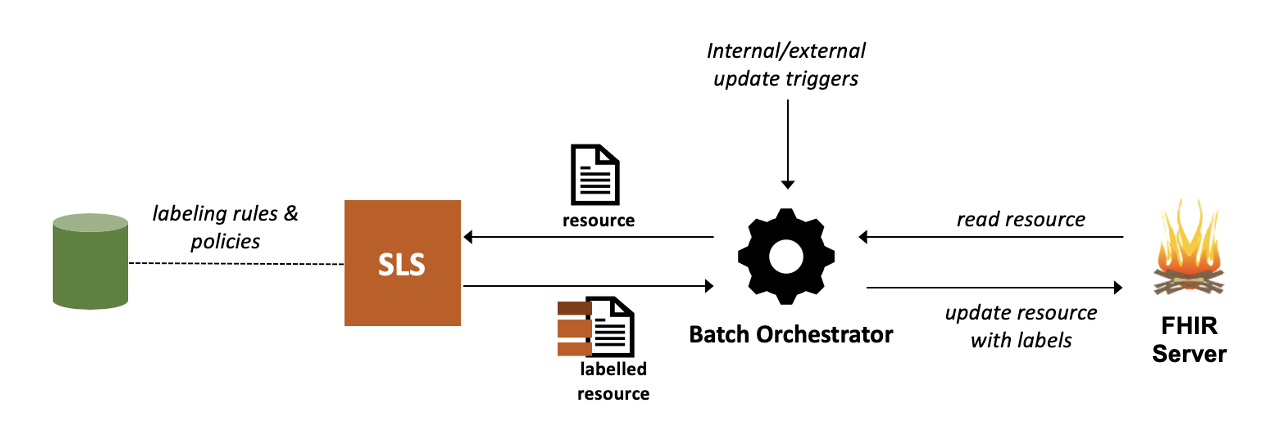 Internal/external
update triggers
labeling rules &
policies
SLS
resource
labelled
resource
Batch Orchestrator
read resource
update resource
with labels
FHIR
Server